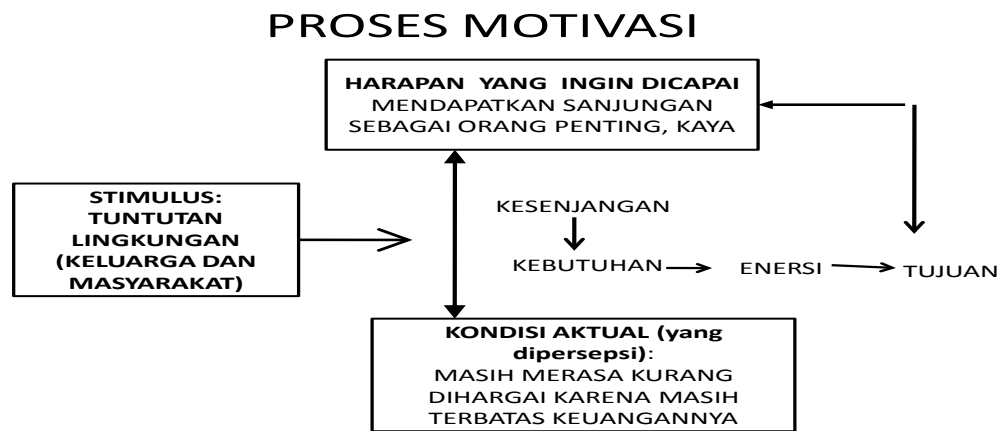 PROSES MOTIVASI
HARAPAN YANG INGIN DICAPAI
MENDAPATKAN SANJUNGAN
SEBAGAI ORANG PENTING, KAYA
STIMULUS:
TUNTUTAN
LINGKUNGAN
(KELUARGA DAN
MASYARAKAT)
KESENJANGAN
KEBUTUHAN
ENERSI
TUJUAN
KONDISI AKTUAL (yang
dipersepsi):
MASIH MERASA KURANG
DIHARGAI KARENA MASIH
TERBATAS KEUANGANNYA